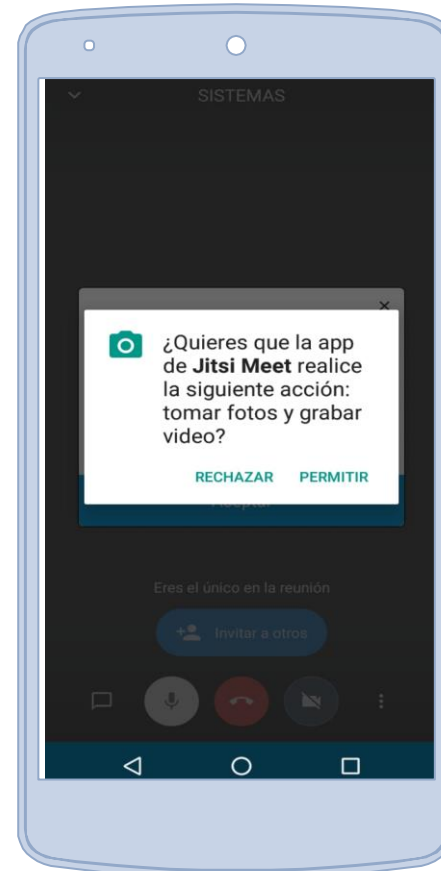 SISTEMAS
¿Quieres que la app
de Jitsi Meet realice
la siguiente acción:
tomar fotos y grabar
video?
RECHAZAR PERMITIR
Aceptar
Eres el único en la reunión
Invitar a otros